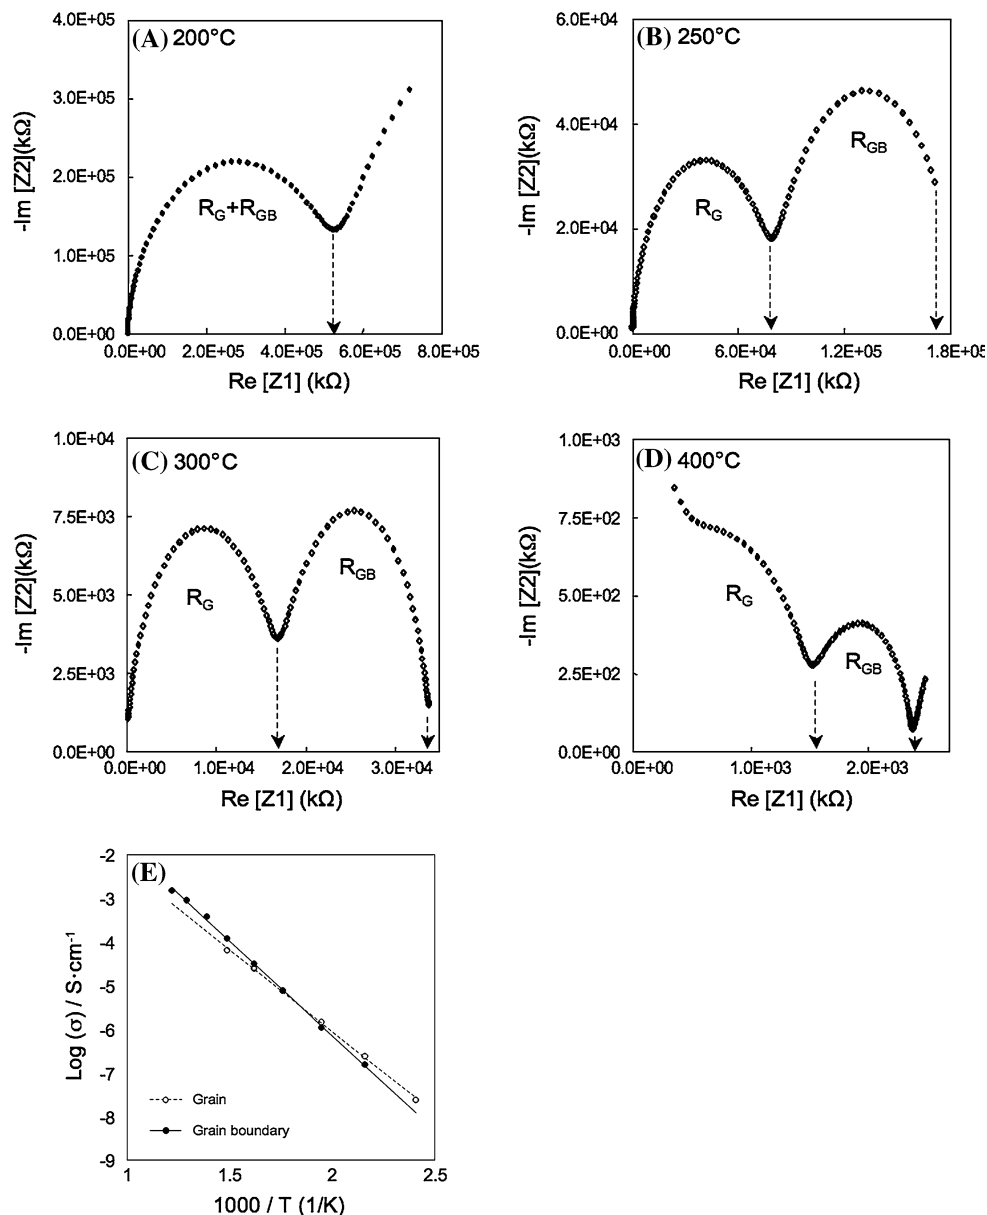 (A) 200°C
4.0E+05
3.0E+05
2.0E+05
1.0E+05
0.0E+00
-Im [Z2](kΩ)
R_G+R_GB
0.0E+00 2.0E+05 4.0E+05 6.0E+05 8.0E+05
Re [Z1] (kΩ)
(B) 250°C
6.0E+04
4.0E+04
2.0E+04
0.0E+00
-Im [Z2](kΩ)
R_G
R_GB
0.0E+00 6.0E+04 1.2E+05 1.8E+05
Re [Z1] (kΩ)
(C) 300°C
1.0E+04
7.5E+03
5.0E+03
2.5E+03
0.0E+00
-Im [Z2](kΩ)
R_G
R_GB
0.0E+00 1.0E+04 2.0E+04 3.0E+04
Re [Z1] (kΩ)
(D) 400°C
1.0E+03
7.5E+02
5.0E+02
2.5E+02
0.0E+00
-Im [Z2](kΩ)
R_G
R_GB
0.0E+00 1.0E+03 2.0E+03
Re [Z1] (kΩ)
(E)
-2
-3
-4
-5
-6
-7
-8
-9
Log (σ) / S·cm⁻¹
Grain
Grain boundary
1 1.5 2 2.5
1000 / T (1/K)